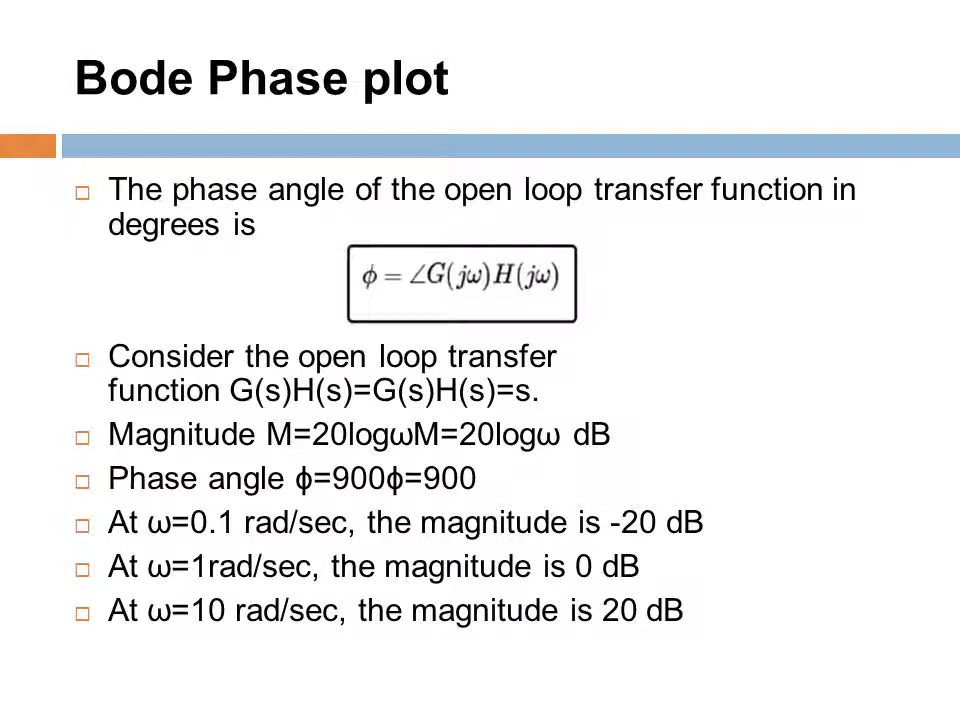 Bode Phase plot
The phase angle of the open loop transfer function in
degrees is
ϕ = ∠G(jω)H(jω)
Consider the open loop transfer
function G(s)H(s)=G(s)H(s)=s.
Magnitude M=20logωM=20logω dB
Phase angle ϕ=900ϕ=900
At ω=0.1 rad/sec, the magnitude is -20 dB
At ω=1rad/sec, the magnitude is 0 dB
At ω=10 rad/sec, the magnitude is 20 dB